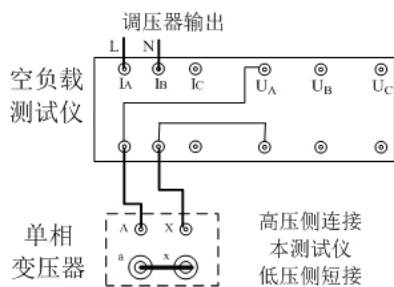 调压器输出
L N
空负载
测试仪
IA IB IC UA UB UC
单相
变压器
A X
a x
高压侧连接
本测试仪
低压侧短接